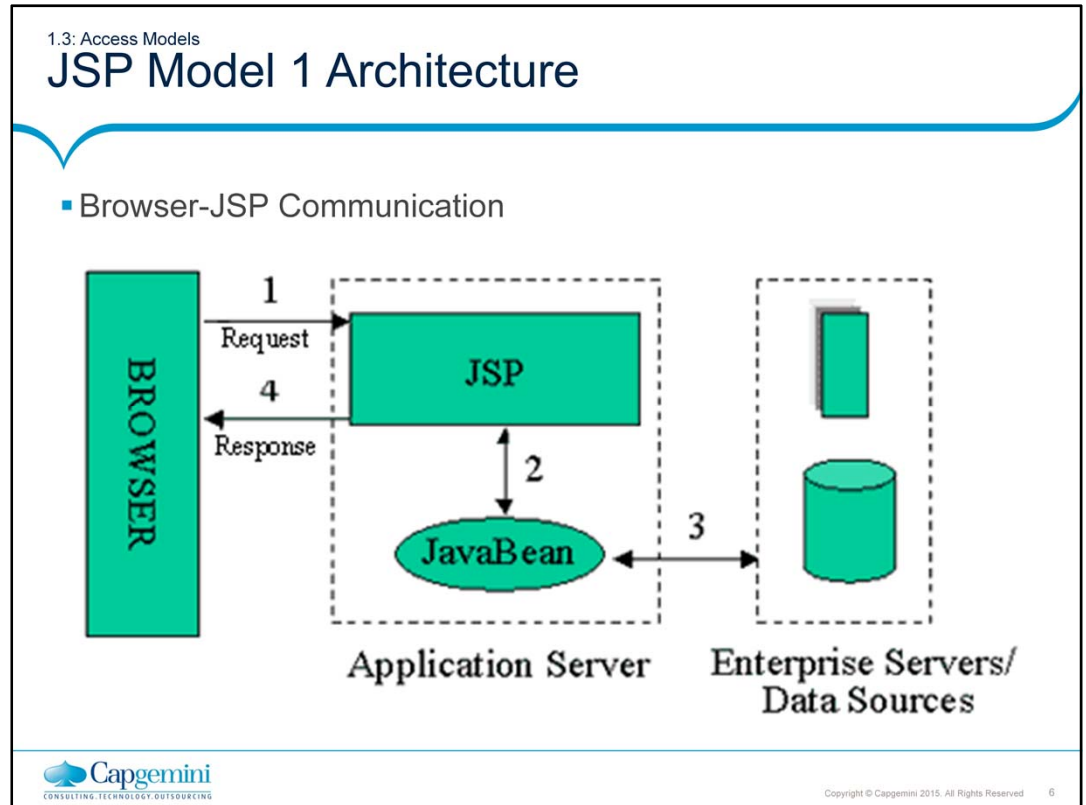 1.3: Access Models
JSP Model 1 Architecture
▪ Browser-JSP Communication
BROWSER
1
Request
4
Response
JSP
2
JavaBean
3
Application Server
Enterprise Servers/
Data Sources
Capgemini
CONSULTING.TECHNOLOGY.OUTSOURCING
Copyright © Capgemini 2015. All Rights Reserved 6